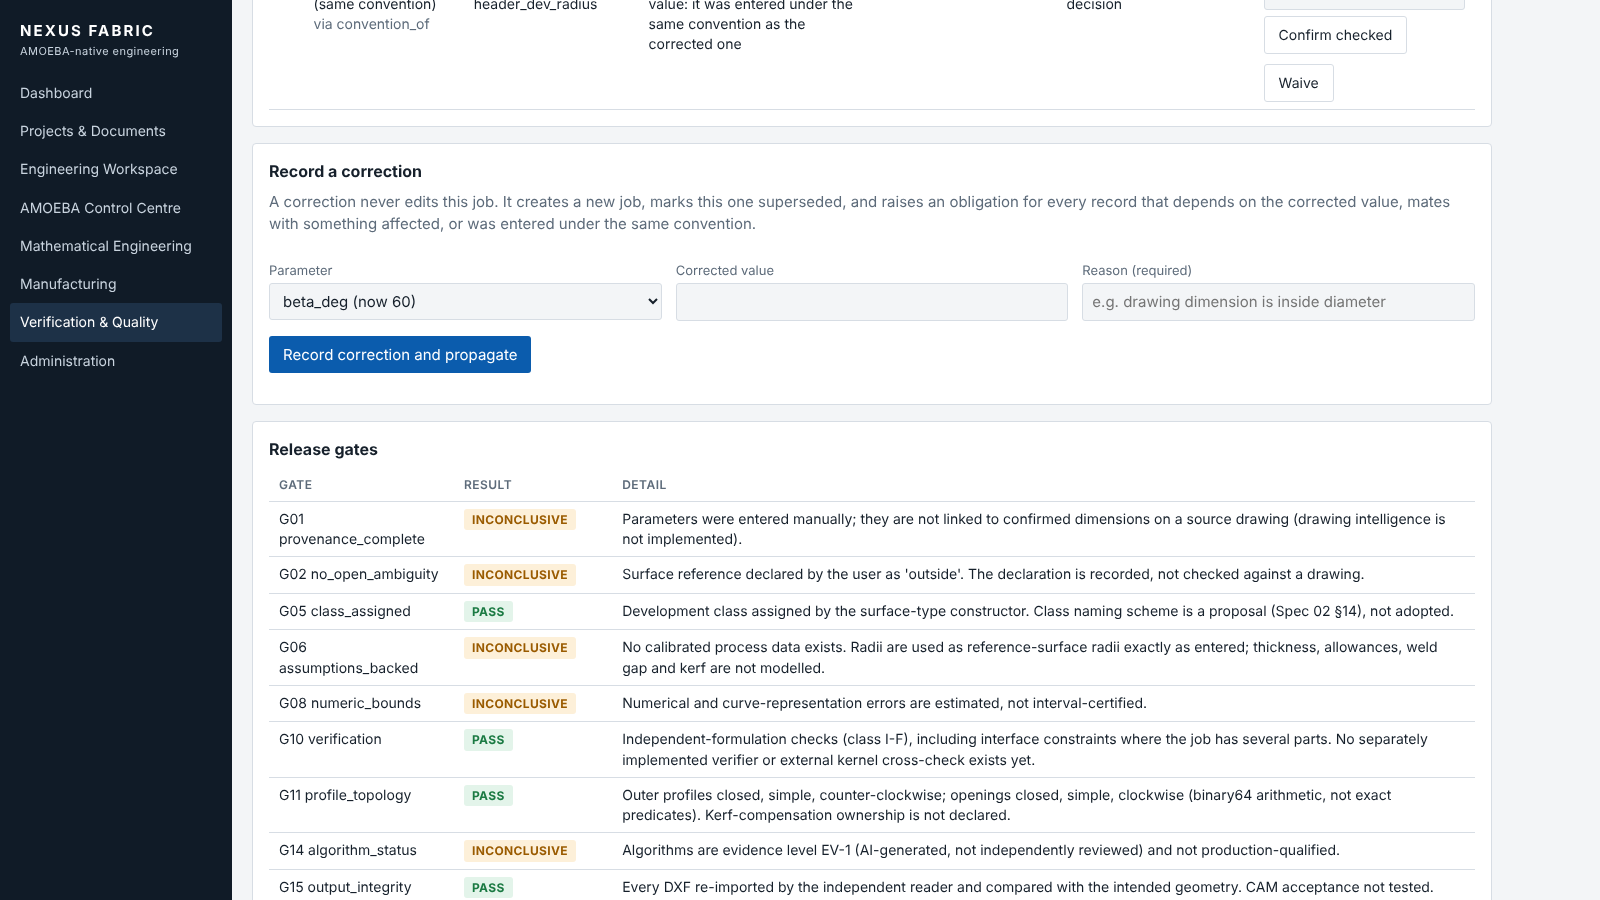 NEXUS FABRIC
AMOEBA-native engineering
Dashboard
Projects & Documents
Engineering Workspace
AMOEBA Control Centre
Mathematical Engineering
Manufacturing
Verification & Quality
Administration
(same convention)
via convention_of
header_dev_radius
value: it was entered under the
same convention as the
corrected one
decision
Confirm checked
Waive
Record a correction
A correction never edits this job. It creates a new job, marks this one superseded, and raises an obligation for every record that depends on the corrected value, mates
with something affected, or was entered under the same convention.
Parameter
Corrected value
Reason (required)
beta_deg (now 60)
e.g. drawing dimension is inside diameter
Record correction and propagate
Release gates
GATE RESULT DETAIL
G01
provenance_complete
INCONCLUSIVE
Parameters were entered manually; they are not linked to confirmed dimensions on a source drawing (drawing intelligence is
not implemented).
G02 no_open_ambiguity
INCONCLUSIVE
Surface reference declared by the user as 'outside'. The declaration is recorded, not checked against a drawing.
G05 class_assigned
PASS
Development class assigned by the surface-type constructor. Class naming scheme is a proposal (Spec 02 §14), not adopted.
G06
assumptions_backed
INCONCLUSIVE
No calibrated process data exists. Radii are used as reference-surface radii exactly as entered; thickness, allowances, weld
gap and kerf are not modelled.
G08 numeric_bounds
INCONCLUSIVE
Numerical and curve-representation errors are estimated, not interval-certified.
G10 verification
PASS
Independent-formulation checks (class I-F), including interface constraints where the job has several parts. No separately
implemented verifier or external kernel cross-check exists yet.
G11 profile_topology
PASS
Outer profiles closed, simple, counter-clockwise; openings closed, simple, clockwise (binary64 arithmetic, not exact
predicates). Kerf-compensation ownership is not declared.
G14 algorithm_status
INCONCLUSIVE
Algorithms are evidence level EV-1 (AI-generated, not independently reviewed) and not production-qualified.
G15 output_integrity
PASS
Every DXF re-imported by the independent reader and compared with the intended geometry. CAM acceptance not tested.